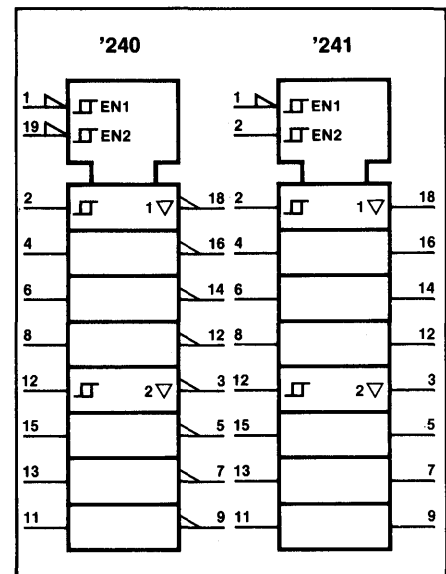 '240 '241
1 EN1 1 EN1
19 EN2 2 EN2
2 1 18 2 1 18
4 16 4 16
6 14 6 14
8 12 8 12
12 2 3 12 2 3
15 5 15 5
13 7 13 7
11 9 11 9